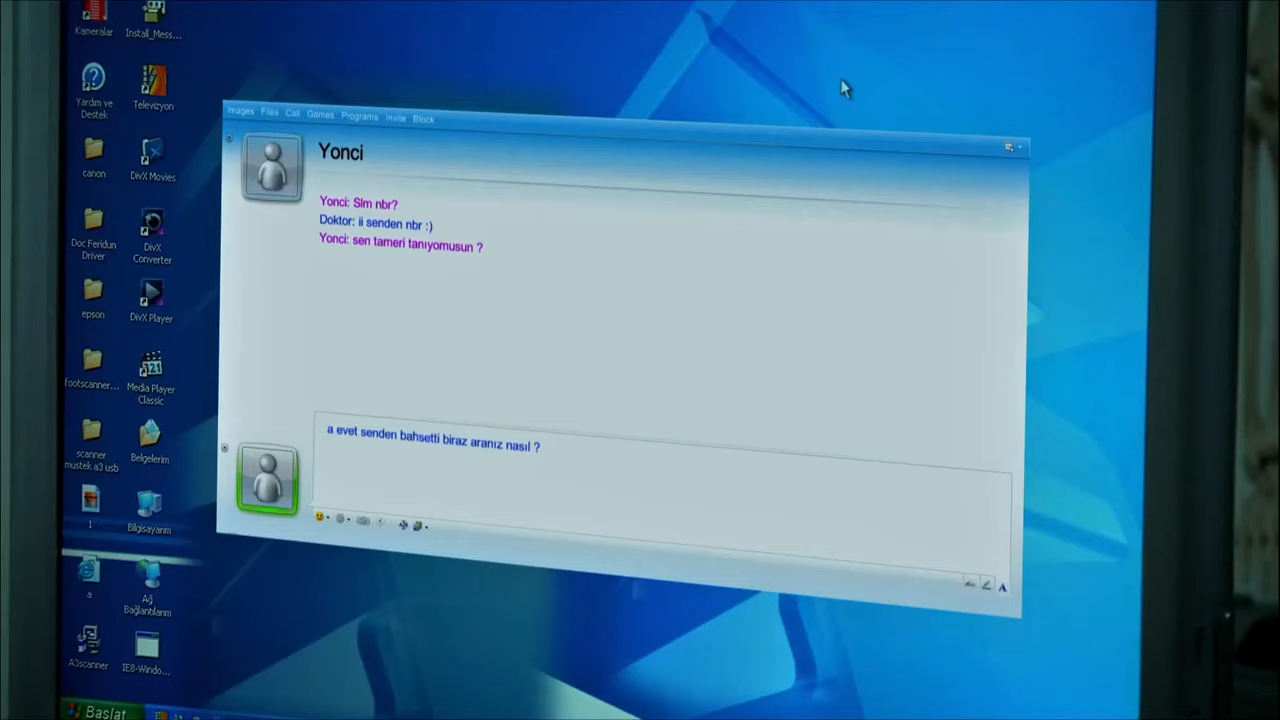 Kameralar
Install_Mess...
Yardım ve
Destek
Televizyon
canon
DivX Movies
Doc Feridun
Driver
DivX
Converter
epson
DivX Player
footscanner...
Media Player
Classic
scanner
mustek a3 usb
Belgelerim
1
Bilgisayarım
a
Ağ
Bağlantılarım
A3scanner
IE8-Windo...
Başlat
Images Files Call Games Programs Invite Block
Yonci
Yonci: Slm nbr?
Doktor: ii senden nbr :)
Yonci: sen tameri tanıyomusun ?
a evet senden bahsetti biraz aranız nasıl ?
A